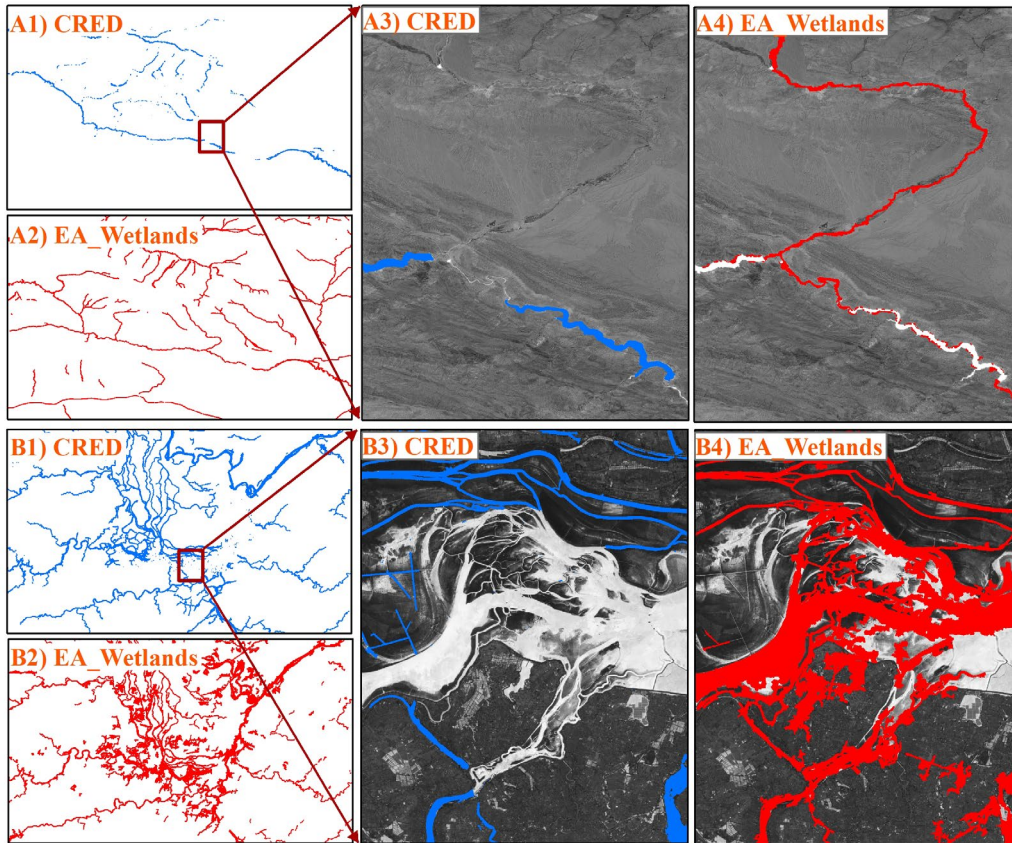 A1) CRED
A2) EA_Wetlands
A3) CRED
A4) EA_Wetlands
B1) CRED
B2) EA_Wetlands
B3) CRED
B4) EA_Wetlands